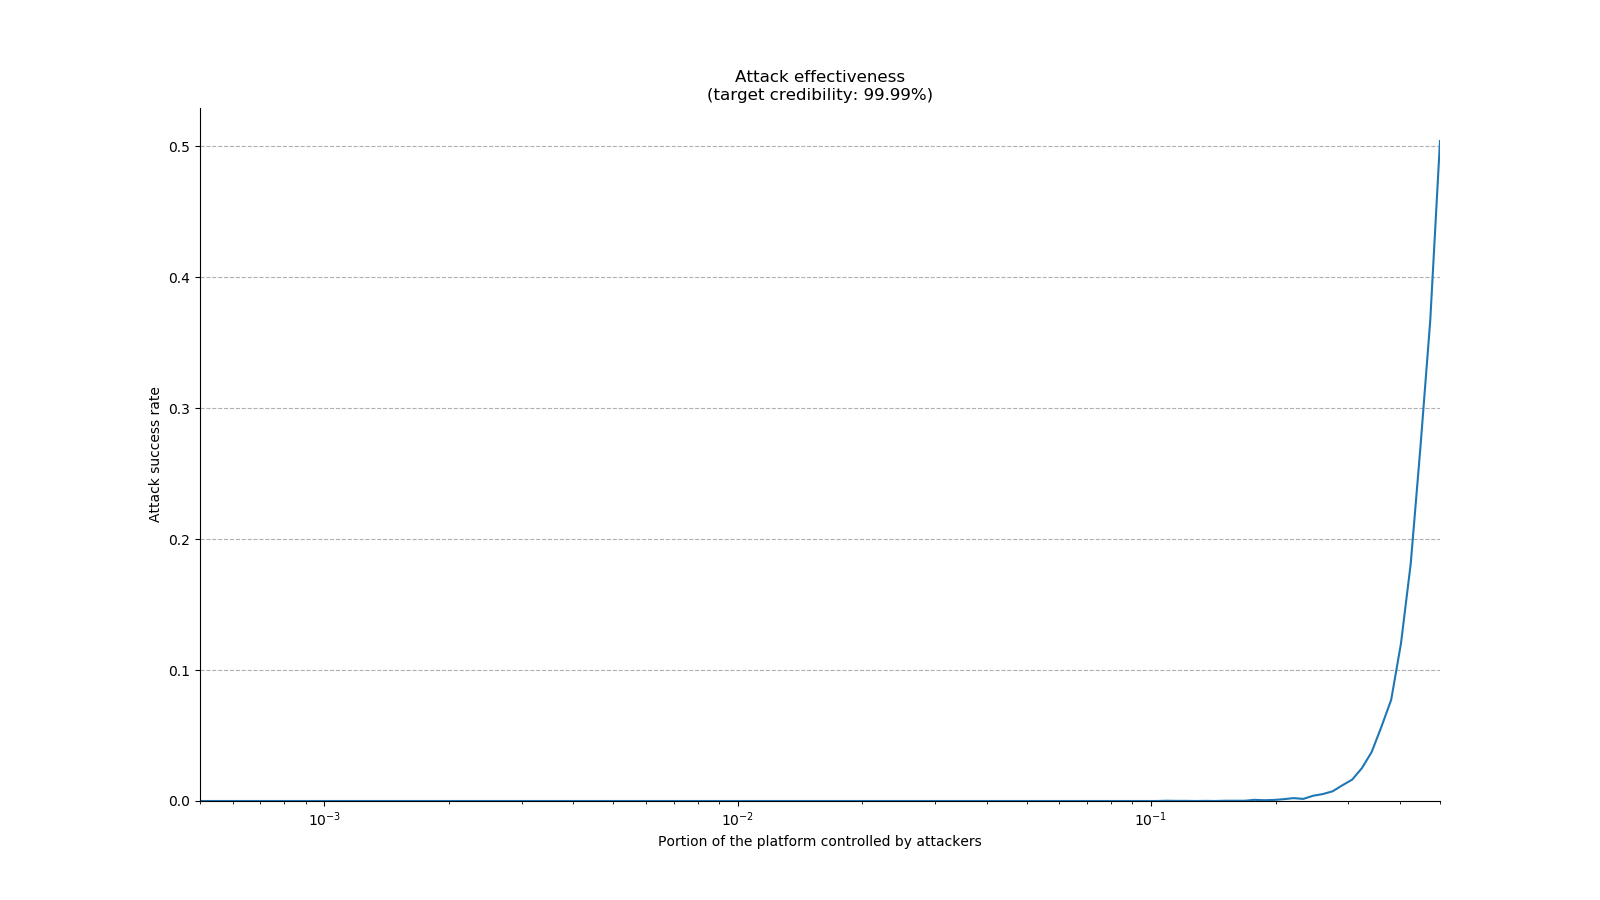 Attack effectiveness
(target credibility: 99.99%)
0.5
0.4
0.3
0.2
0.1
0.0
Attack success rate
10⁻³
10⁻²
10⁻¹
Portion of the platform controlled by attackers